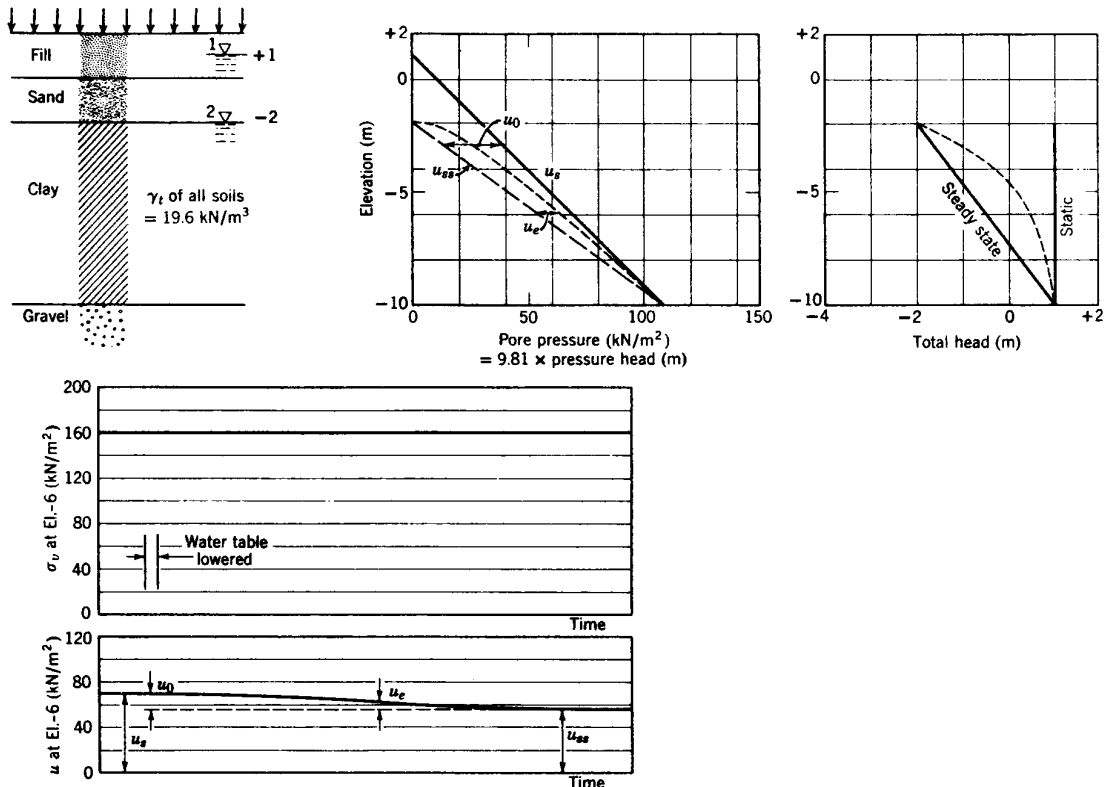 Fill
1
+1
Sand
2
-2
Clay
γt of all soils
= 19.6 kN/m³
Gravel
+2
0
-5
-10
Elevation (m)
u0
uss
us
ue
0
50
100
150
Pore pressure (kN/m²)
= 9.81 × pressure head (m)
+2
0
-5
-10
Steady state
Static
-4
-2
0
+2
Total head (m)
200
160
120
80
40
0
σv at El.-6 (kN/m²)
Water table
lowered
Time
120
80
40
0
u at El.-6 (kN/m²)
u0
ue
us
uss
Time